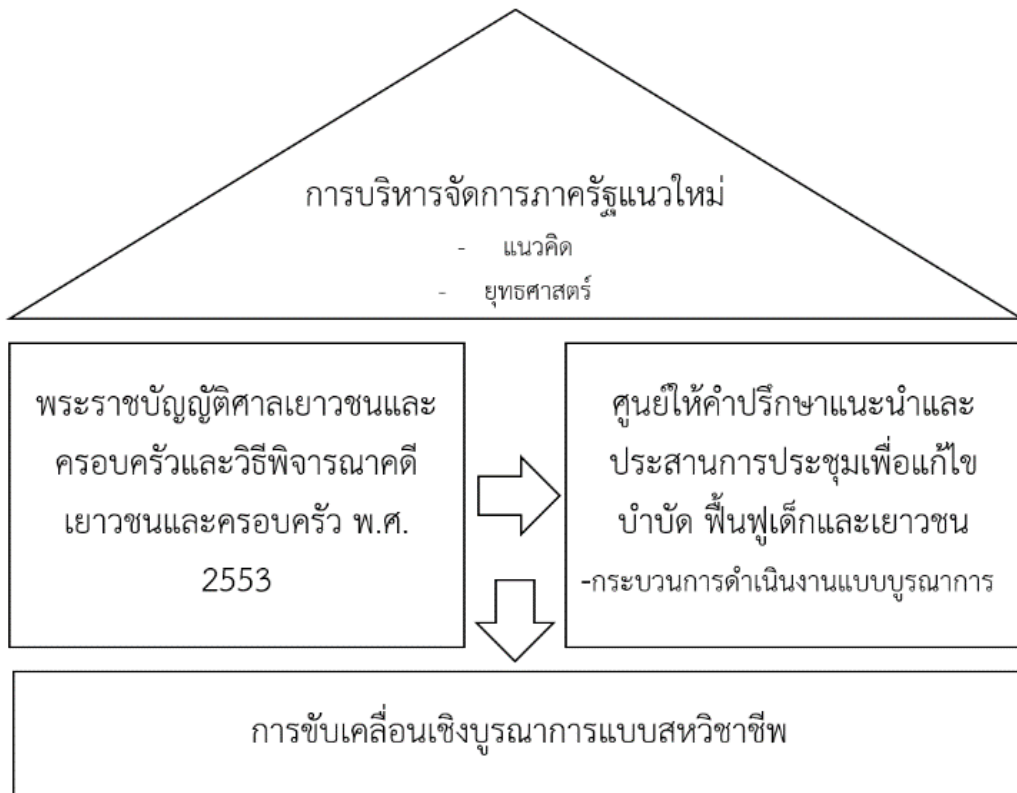 การบริหารจัดการภาครัฐแนวใหม่
- แนวคิด
- ยุทธศาสตร์
พระราชบัญญัติศาลเยาวชนและ
ครอบครัวและวิธีพิจารณาคดี
เยาวชนและครอบครัว พ.ศ.
2553
ศูนย์ให้คำปรึกษาแนะนำและ
ประสานการประชุมเพื่อแก้ไข
บำบัด ฟื้นฟูเด็กและเยาวชน
-กระบวนการดำเนินงานแบบบูรณาการ
การขับเคลื่อนเชิงบูรณาการแบบสหวิชาชีพ